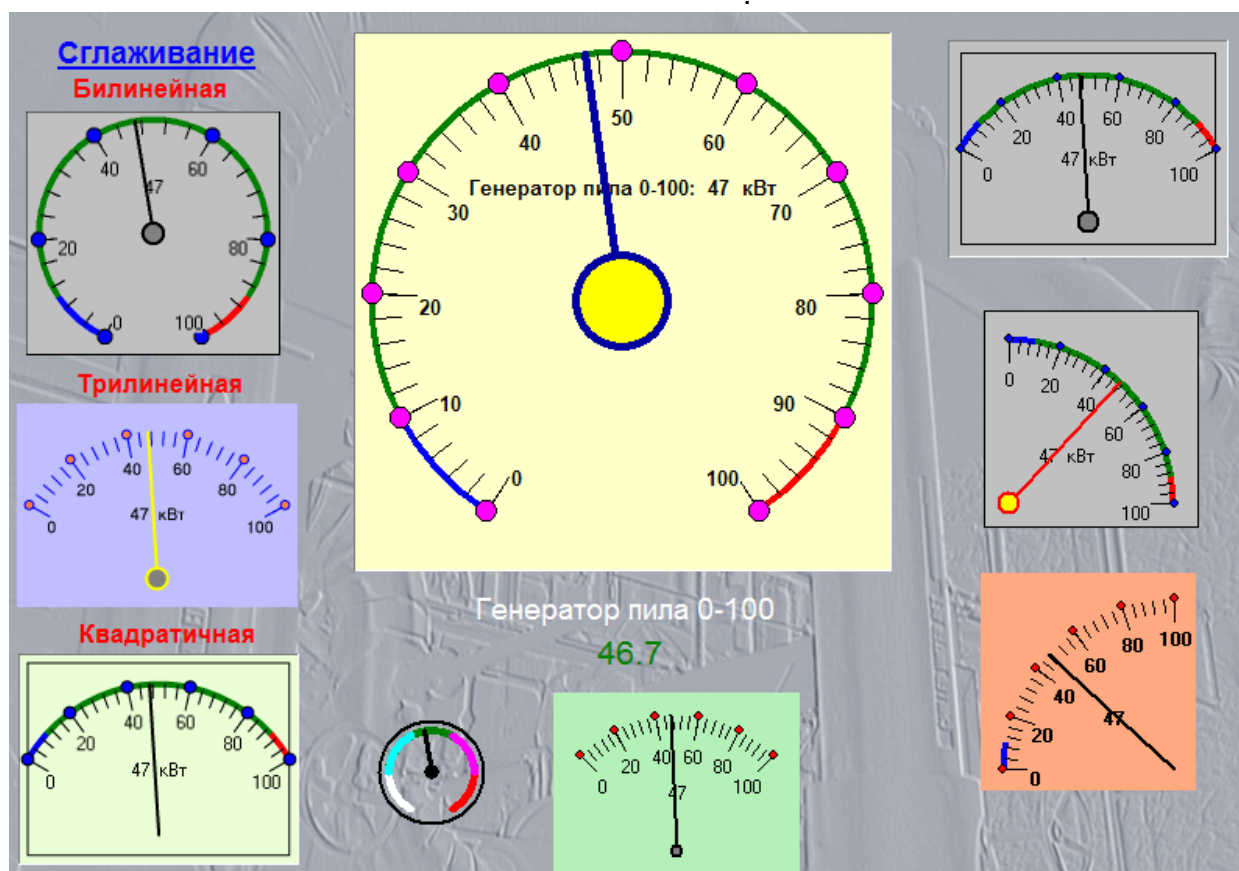 Сглаживание
Билинейная
0 20 40 60 80 100
47
Трилинейная
0 20 40 60 80 100
47 кВт
Квадратичная
0 20 40 60 80 100
47 кВт
0 10 20 30 40 50 60 70 80 90 100
Генератор пила 0-100: 47 кВт
Генератор пила 0-100
46.7
0 20 40 60 80 100
47
0 20 40 60 80 100
47 кВт
0 20 40 60 80 100
47 кВт
0 20 40 60 80 100
47